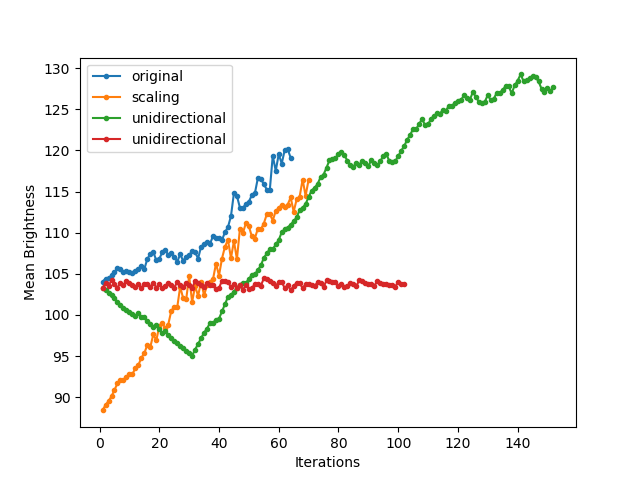 original
scaling
unidirectional
unidirectional
Mean Brightness
130
125
120
115
110
105
100
95
90
0 20 40 60 80 100 120 140
Iterations